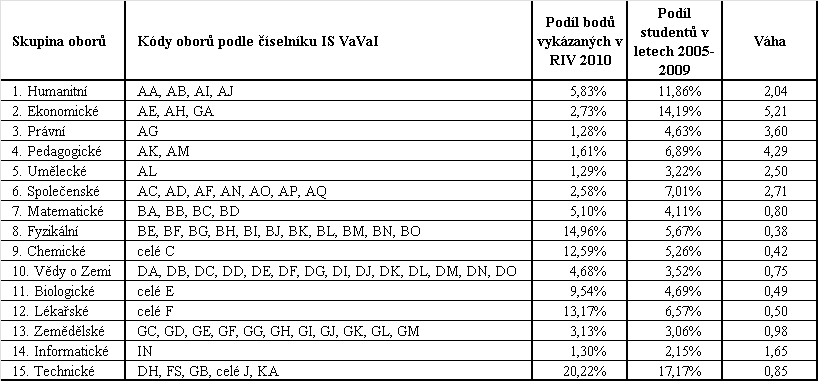 Skupina oborů | Kódy oborů podle číselníku IS VaVaI | Podíl bodů vykázaných v RIV 2010 | Podíl studentů v letech 2005-2009 | Váha
1. Humanitní | AA, AB, AI, AJ | 5,83% | 11,86% | 2,04
2. Ekonomické | AE, AH, GA | 2,73% | 14,19% | 5,21
3. Právní | AG | 1,28% | 4,63% | 3,60
4. Pedagogické | AK, AM | 1,61% | 6,89% | 4,29
5. Umělecké | AL | 1,29% | 3,22% | 2,50
6. Společenské | AC, AD, AF, AN, AO, AP, AQ | 2,58% | 7,01% | 2,71
7. Matematické | BA, BB, BC, BD | 5,10% | 4,11% | 0,80
8. Fyzikální | BE, BF, BG, BH, BI, BJ, BK, BL, BM, BN, BO | 14,96% | 5,67% | 0,38
9. Chemické | celé C | 12,59% | 5,26% | 0,42
10. Vědy o Zemi | DA, DB, DC, DD, DE, DF, DG, DI, DJ, DK, DL, DM, DN, DO | 4,68% | 3,52% | 0,75
11. Biologické | celé E | 9,54% | 4,69% | 0,49
12. Lékařské | celé F | 13,17% | 6,57% | 0,50
13. Zemědělské | GC, GD, GE, GF, GG, GH, GI, GJ, GK, GL, GM | 3,13% | 3,06% | 0,98
14. Informatické | IN | 1,30% | 2,15% | 1,65
15. Technické | DH, FS, GB, celé J, KA | 20,22% | 17,17% | 0,85